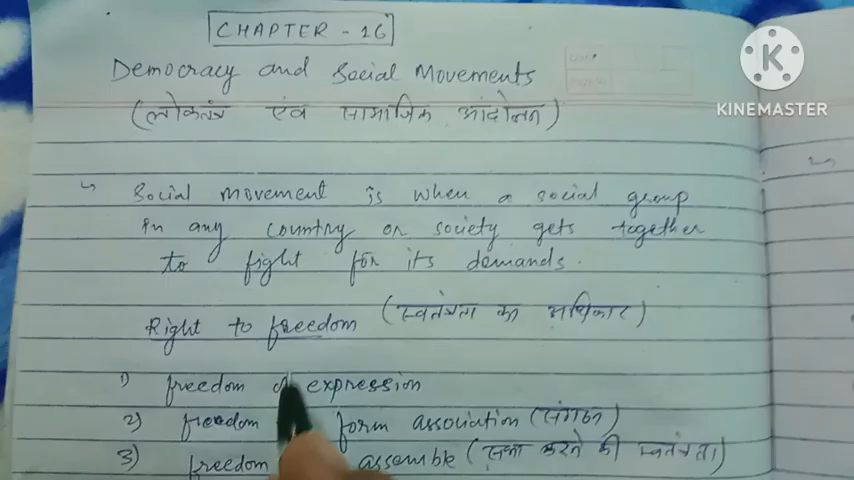 CHAPTER - 16
Democracy and Social Movements
(लोकतंत्र एंव सामाजिक आंदोलन)
KINEMASTER
↳ Social movement is when a social group
in any country or society gets together
to fight for its demands.
Right to freedom (स्वतंत्रता का अधिकार)
1) freedom of expression
2) freedom form association (संगठन)
3) freedom assemble (सभा करने की स्वतंत्रता)